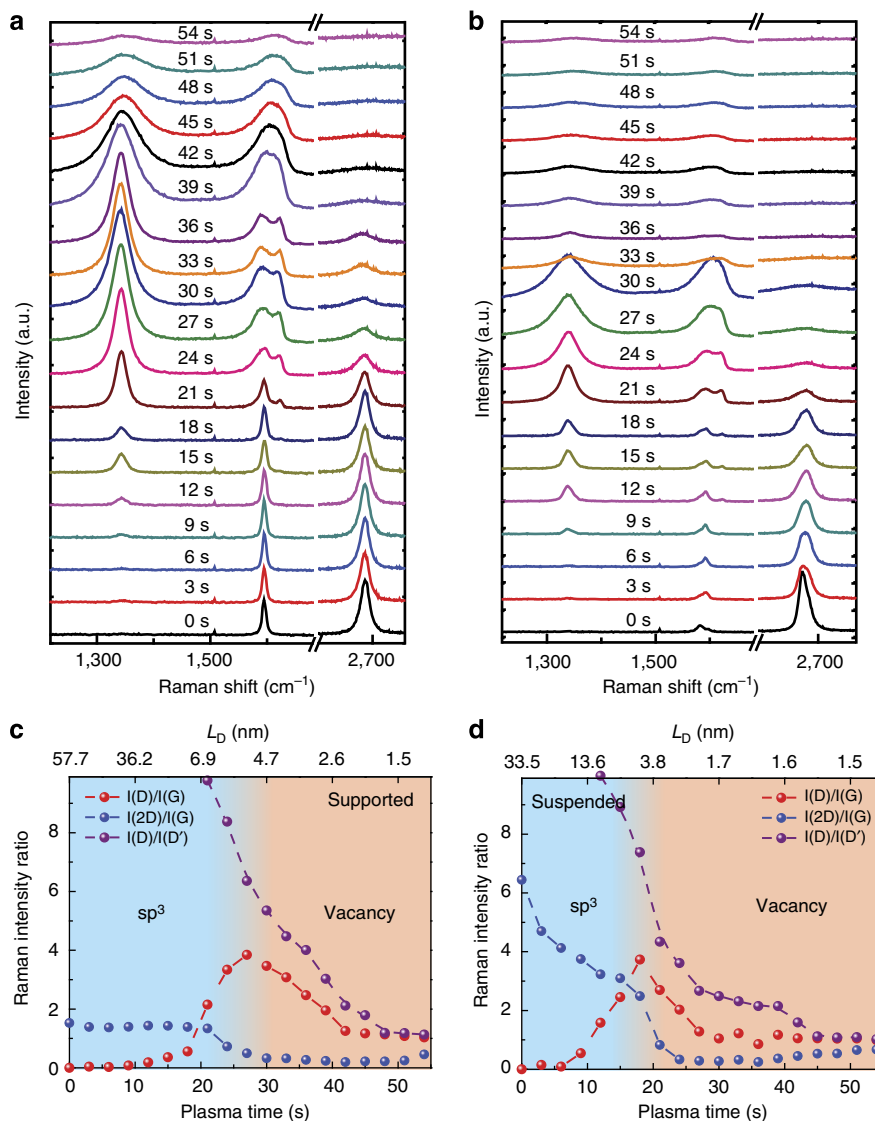 a
54 s
51 s
48 s
45 s
42 s
39 s
36 s
33 s
30 s
27 s
24 s
21 s
18 s
15 s
12 s
9 s
6 s
3 s
0 s
Intensity (a.u.)
1,300 1,500 2,700
Raman shift (cm⁻¹)
b
54 s
51 s
48 s
45 s
42 s
39 s
36 s
33 s
30 s
27 s
24 s
21 s
18 s
15 s
12 s
9 s
6 s
3 s
0 s
Intensity (a.u.)
1,300 1,500 2,700
Raman shift (cm⁻¹)
c
L_D (nm)
57.7 36.2 6.9 4.7 2.6 1.5
I(D)/I(G)
I(2D)/I(G)
I(D)/I(D′)
Supported
sp³
Vacancy
Raman intensity ratio
8
6
4
2
0
0 10 20 30 40 50
Plasma time (s)
d
L_D (nm)
33.5 13.6 3.8 1.7 1.6 1.5
Suspended
I(D)/I(G)
I(2D)/I(G)
I(D)/I(D′)
sp³
Vacancy
Raman intensity ratio
8
6
4
2
0
0 10 20 30 40 50
Plasma time (s)